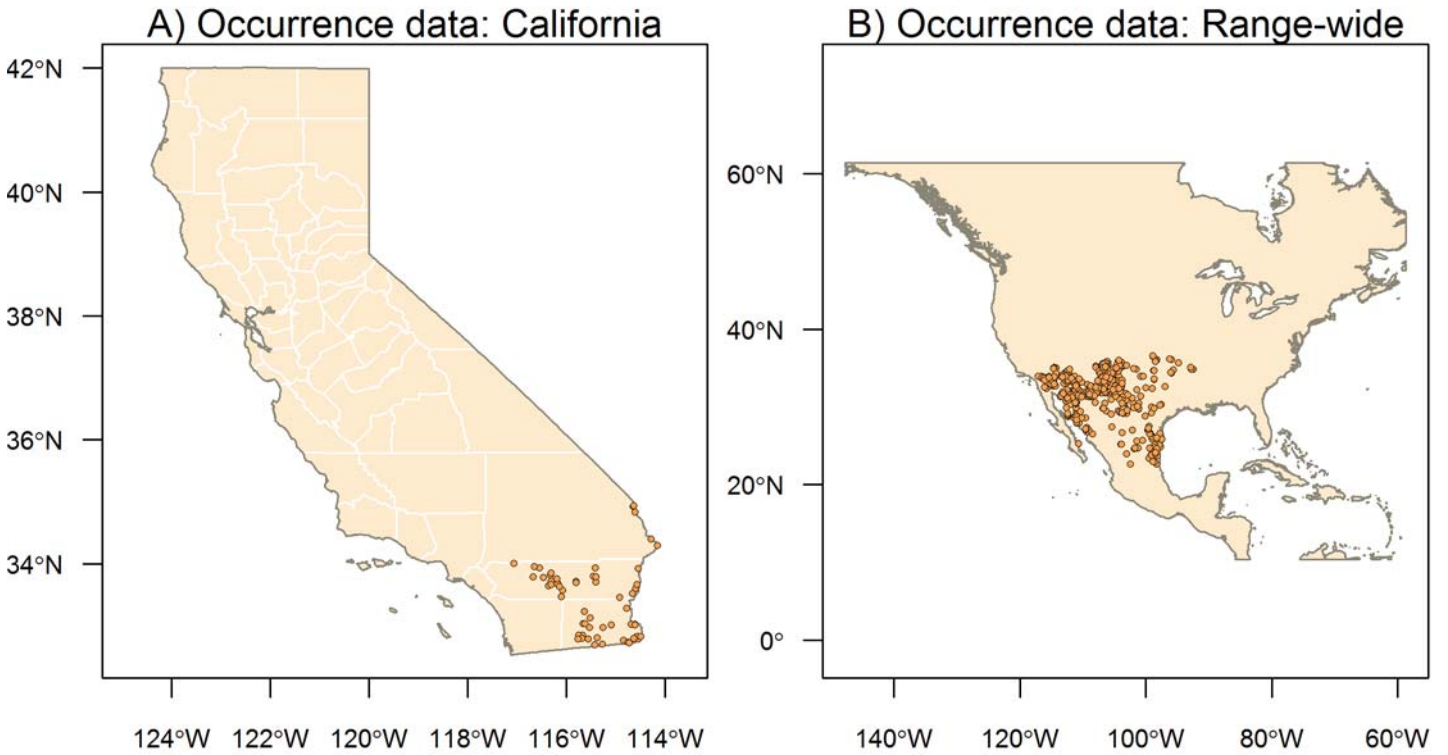 A) Occurrence data: California
42°N
40°N
38°N
36°N
34°N
124°W 122°W 120°W 118°W 116°W 114°W
B) Occurrence data: Range-wide
60°N
40°N
20°N
0°
140°W 120°W 100°W 80°W 60°W